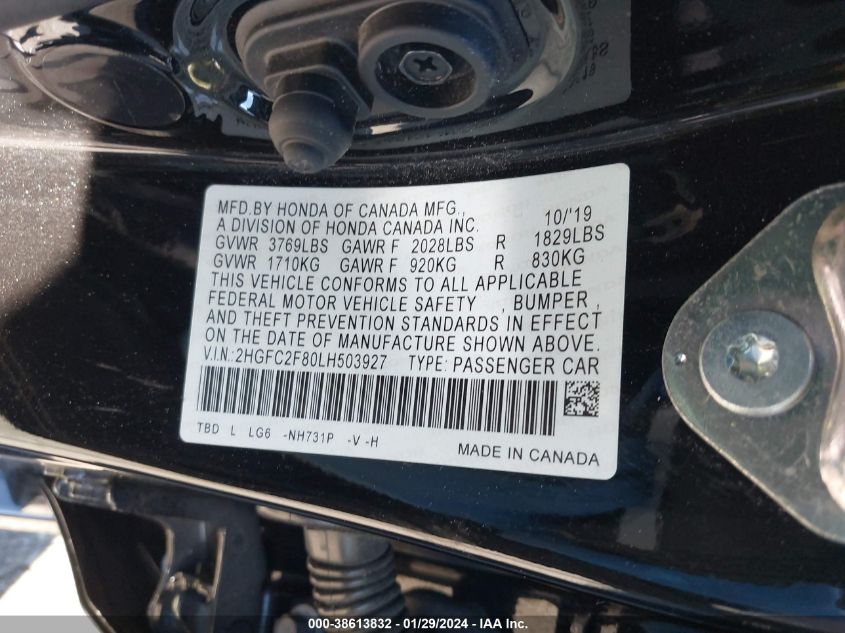 MFD.BY HONDA OF CANADA MFG., 10/'19
A DIVISION OF HONDA CANADA INC.
GVWR 3769LBS GAWR F 2028LBS R 1829LBS
GVWR 1710KG GAWR F 920KG R 830KG
THIS VEHICLE CONFORMS TO ALL APPLICABLE
FEDERAL MOTOR VEHICLE SAFETY , BUMPER ,
AND THEFT PREVENTION STANDARDS IN EFFECT
ON THE DATE OF MANUFACTURE SHOWN ABOVE.
V.I.N.:2HGFC2F80LH503927 TYPE: PASSENGER CAR
TBD L LG6 -NH731P -V -H
MADE IN CANADA
000-38613832 / 01/29/2024 - IAA Inc.